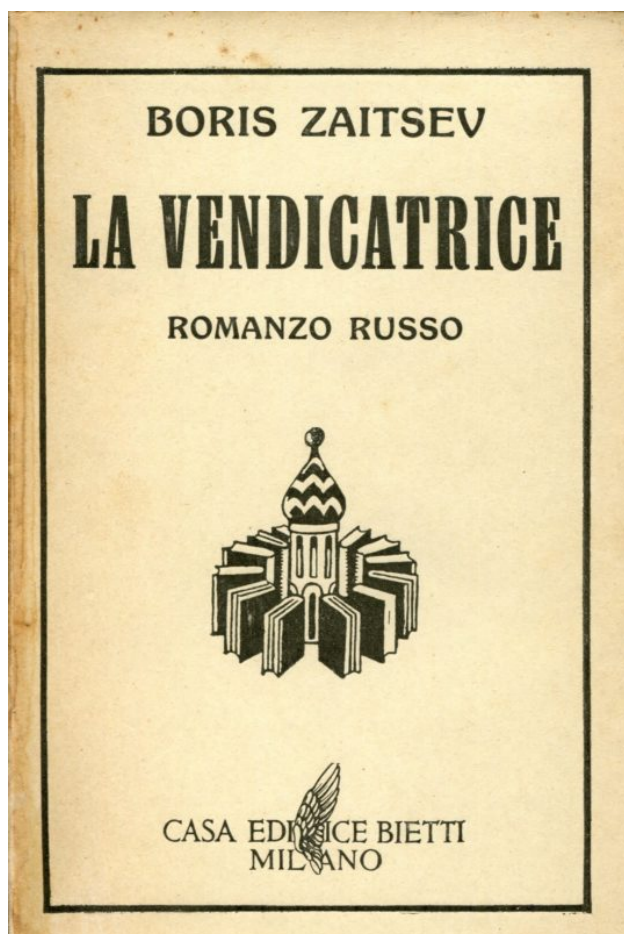 BORIS ZAITSEV
LA VENDICATRICE
ROMANZO RUSSO
CASA EDITRICE BIETTI
MILANO